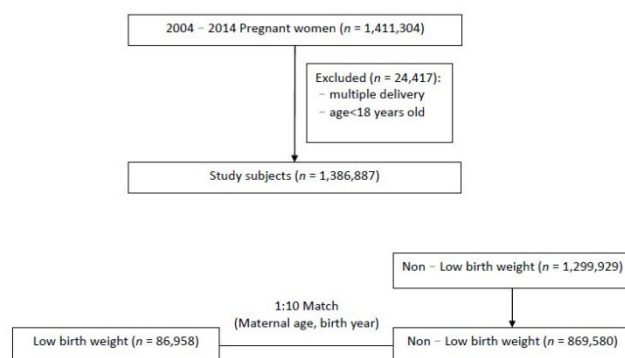 2004 – 2014 Pregnant women (n = 1,411,304)
Excluded (n = 24,417):
– multiple delivery
– age<18 years old
Study subjects (n = 1,386,887)
Non – Low birth weight (n = 1,299,929)
1:10 Match
(Maternal age, birth year)
Low birth weight (n = 86,958)
Non – Low birth weight (n = 869,580)